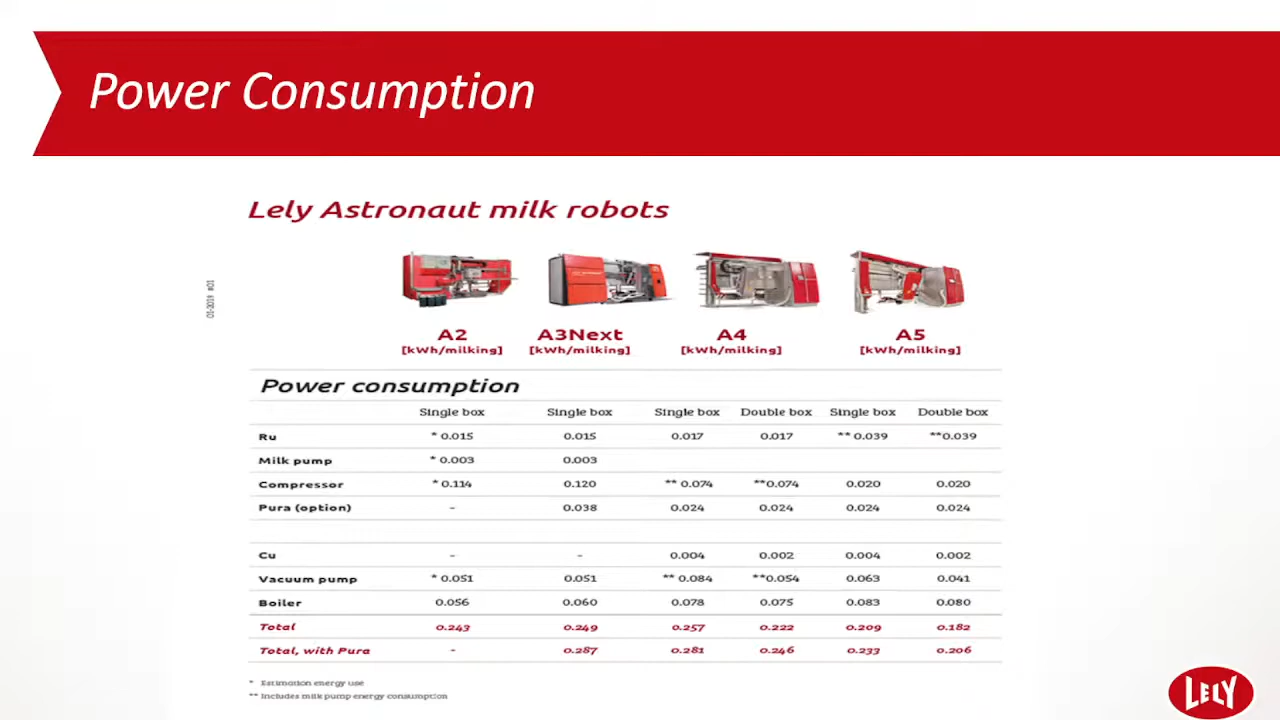 Power Consumption
Lely Astronaut milk robots
01-2019 #01
A2 A3Next A4 A5
[kWh/milking] [kWh/milking] [kWh/milking] [kWh/milking]
Power consumption
Single box Single box Single box Double box Single box Double box
Ru * 0.015 0.015 0.017 0.017 ** 0.039 **0.039
Milk pump * 0.003 0.003
Compressor * 0.114 0.120 ** 0.074 **0.074 0.020 0.020
Pura (option) - 0.038 0.024 0.024 0.024 0.024
Cu - - 0.004 0.002 0.004 0.002
Vacuum pump * 0.051 0.051 ** 0.084 **0.054 0.063 0.041
Boiler 0.056 0.060 0.078 0.075 0.083 0.080
Total 0.243 0.249 0.257 0.222 0.209 0.182
Total, with Pura - 0.287 0.281 0.246 0.233 0.206
* Estimation energy use
** Includes milk pump energy consumption
LELY